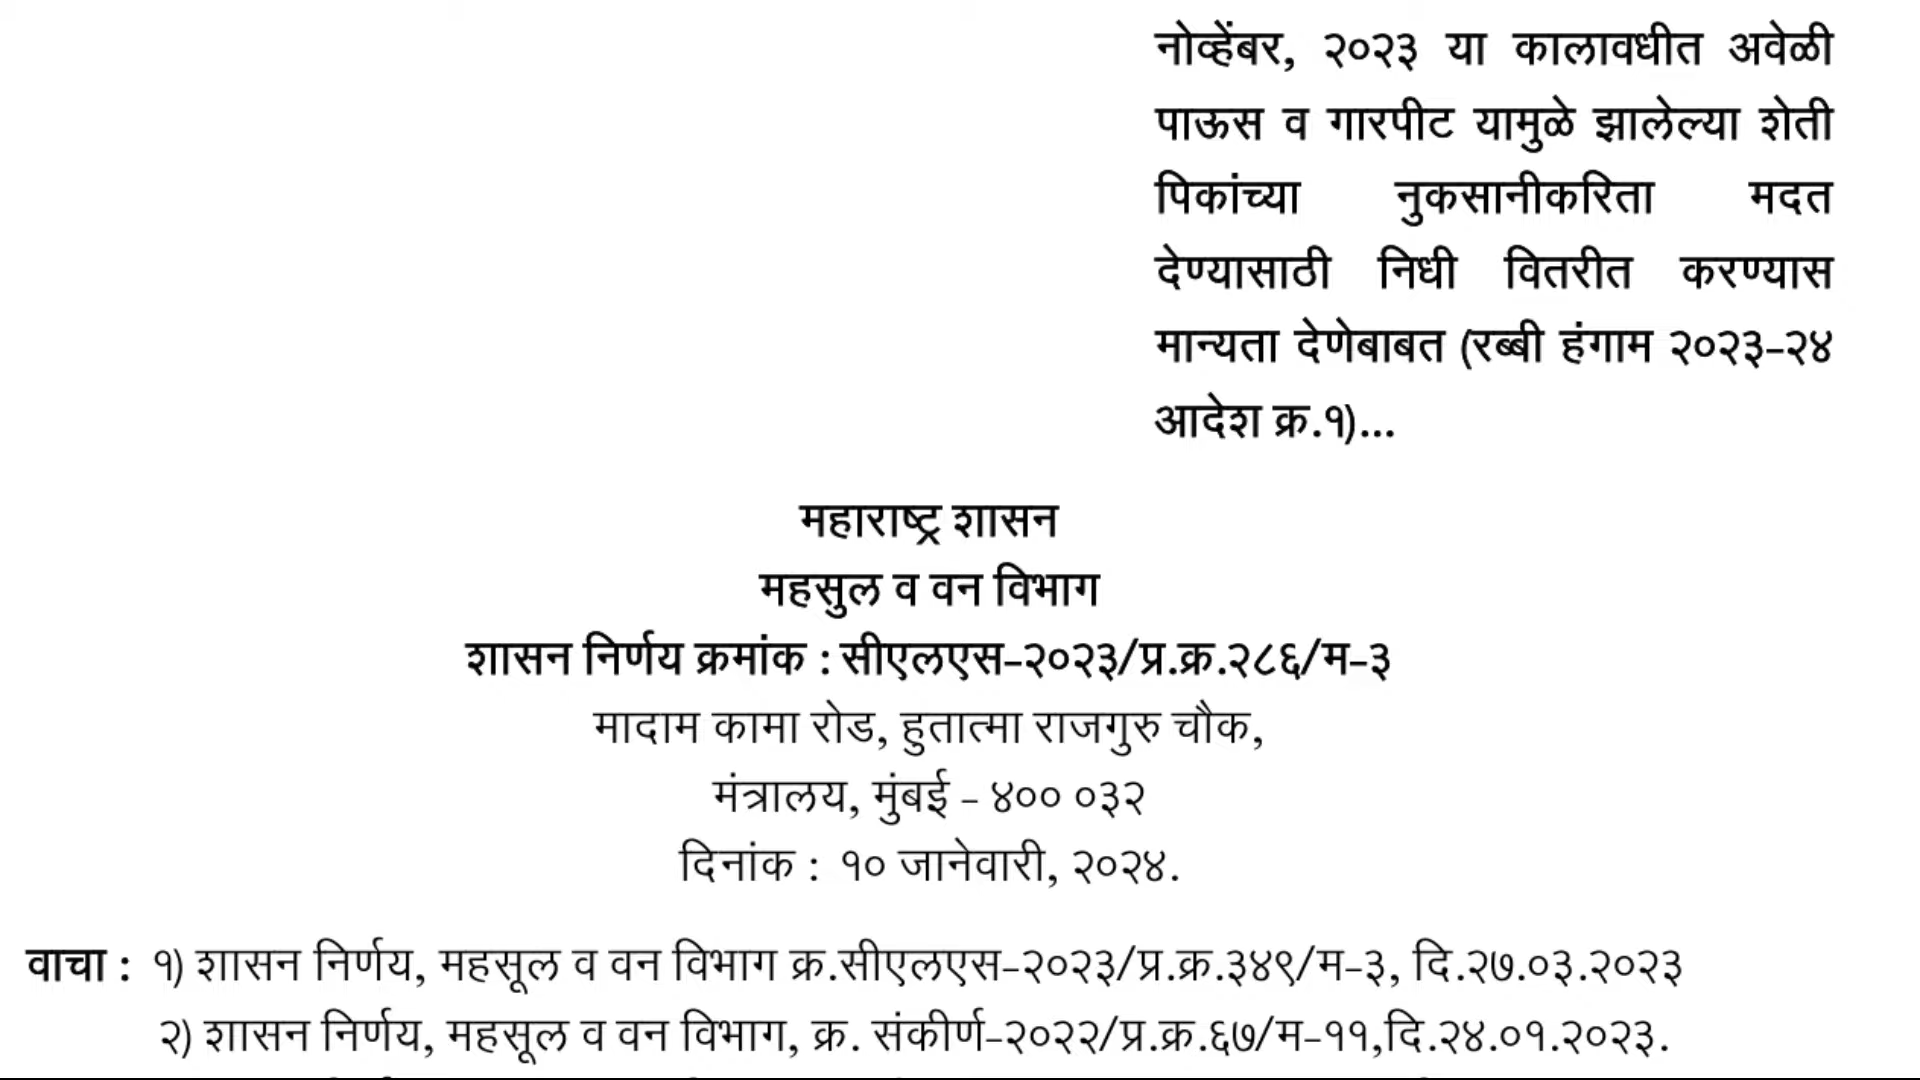 नोव्हेंबर, २०२३ या कालावधीत अवेळी
पाऊस व गारपीट यामुळे झालेल्या शेती
पिकांच्या नुकसानीकरिता मदत
देण्यासाठी निधी वितरीत करण्यास
मान्यता देणेबाबत (रब्बी हंगाम २०२३-२४
आदेश क्र.१)...
महाराष्ट्र शासन
महसुल व वन विभाग
शासन निर्णय क्रमांक : सीएलएस-२०२३/प्र.क्र.२८६/म-३
मादाम कामा रोड, हुतात्मा राजगुरु चौक,
मंत्रालय, मुंबई - ४०० ०३२
दिनांक : १० जानेवारी, २०२४.
वाचा : १) शासन निर्णय, महसूल व वन विभाग क्र.सीएलएस-२०२३/प्र.क्र.३४९/म-३, दि.२७.०३.२०२३
२) शासन निर्णय, महसूल व वन विभाग, क्र. संकीर्ण-२०२२/प्र.क्र.६७/म-११,दि.२४.०१.२०२३.